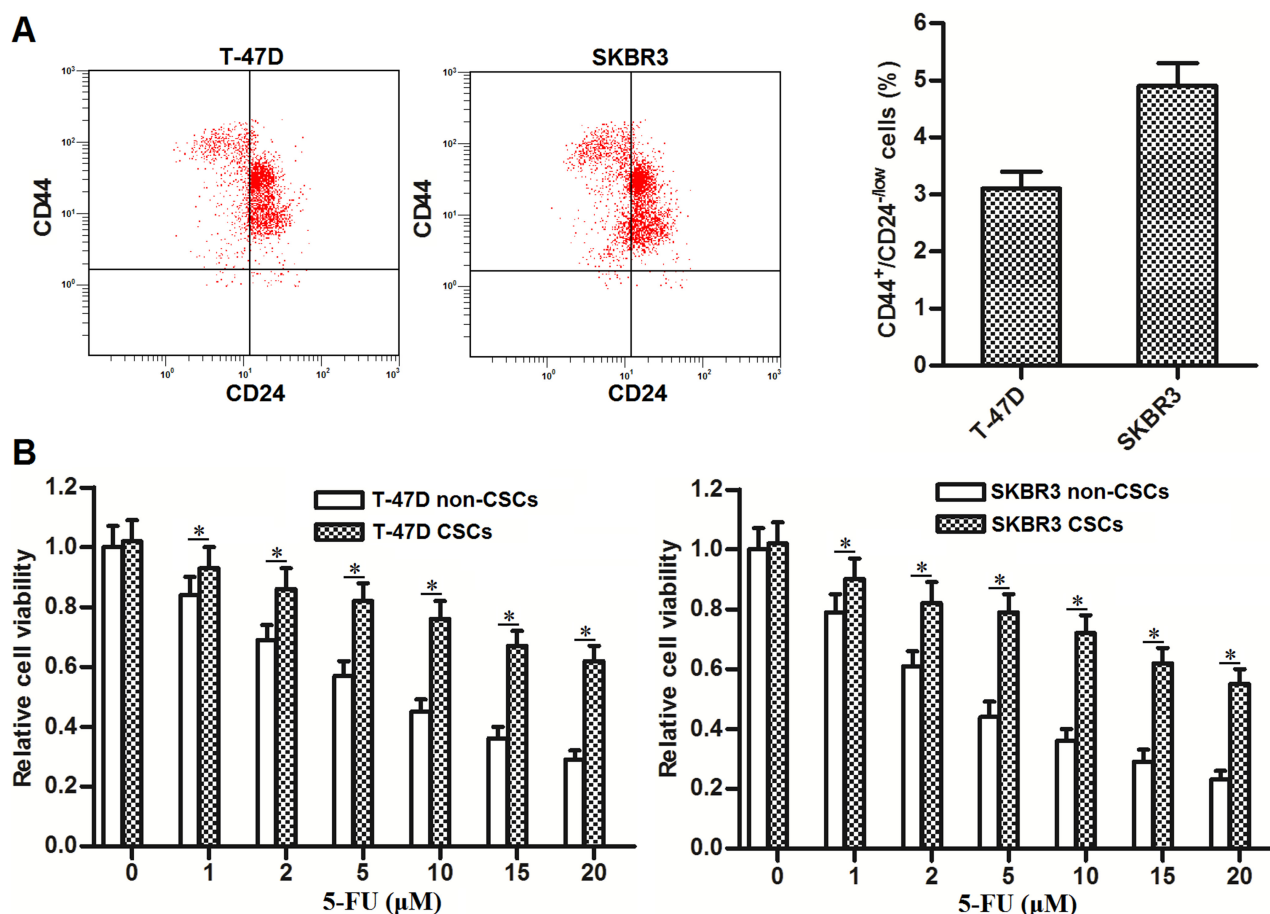 A
T-47D
10³
10²
10¹
10⁰
CD44
10⁰ 10¹ 10² 10³
CD24
SKBR3
10³
10²
10¹
10⁰
CD44
10⁰ 10¹ 10² 10³
CD24
CD44⁺/CD24⁻/low cells (%)
6
5
4
3
2
1
0
T-47D
SKBR3
B
Relative cell viability
1.2
1.0
0.8
0.6
0.4
0.2
0.0
T-47D non-CSCs
T-47D CSCs
* * * * * *
0 1 2 5 10 15 20
5-FU (μM)
Relative cell viability
1.2
1.0
0.8
0.6
0.4
0.2
0.0
SKBR3 non-CSCs
SKBR3 CSCs
* * * * * *
0 1 2 5 10 15 20
5-FU (μM)